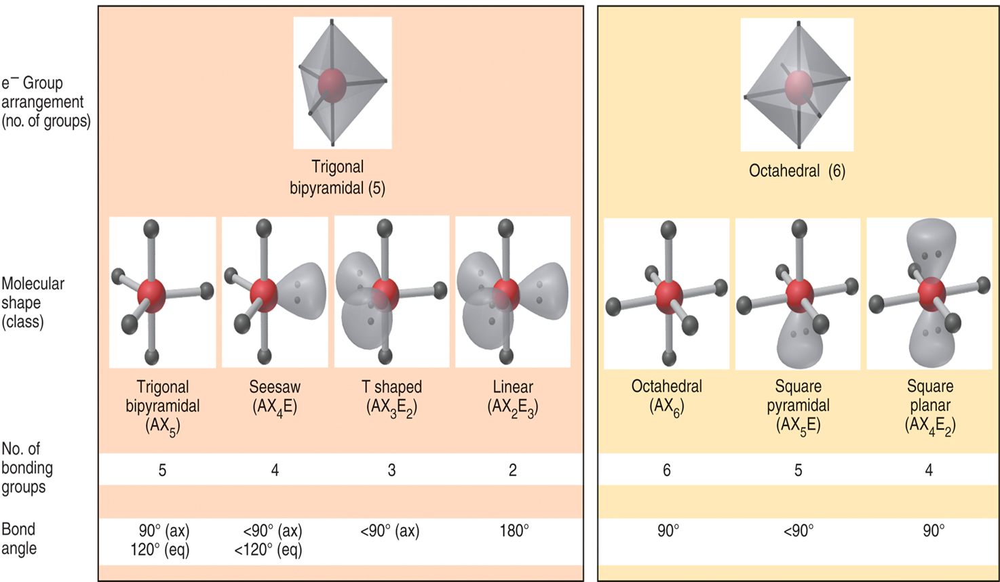 e⁻ Group
arrangement
(no. of groups)
Trigonal
bipyramidal (5)
Octahedral (6)
Molecular
shape
(class)
Trigonal
bipyramidal
(AX₅)
Seesaw
(AX₄E)
T shaped
(AX₃E₂)
Linear
(AX₂E₃)
Octahedral
(AX₆)
Square
pyramidal
(AX₅E)
Square
planar
(AX₄E₂)
No. of
bonding
groups
5
4
3
2
6
5
4
Bond
angle
90° (ax)
120° (eq)
<90° (ax)
<120° (eq)
<90° (ax)
180°
90°
<90°
90°